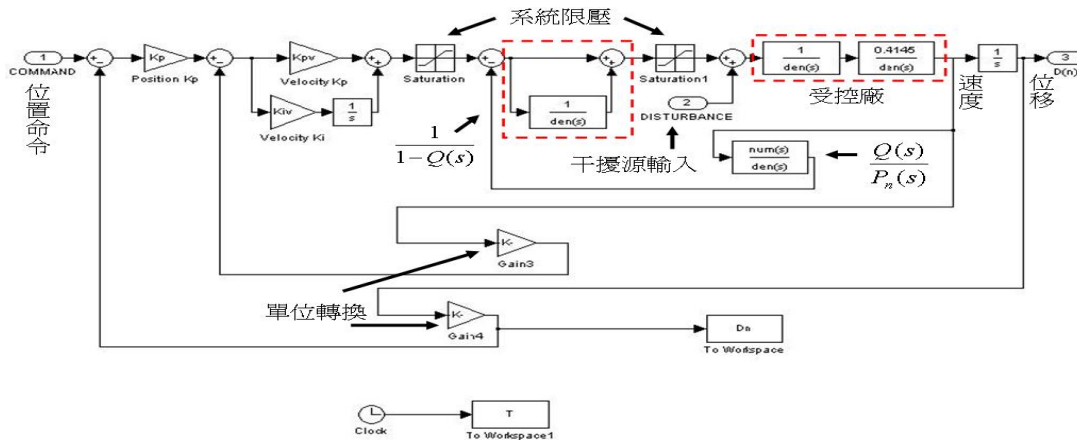 系統限壓
1
COMMAND
位置命令
Kp
Position Kp
Kpv
Velocity Kp
Kiv
Velocity Ki
1
s
Saturation
1
den(s)
Saturation1
2
DISTURBANCE
干擾源輸入
1
den(s)
0.4145
den(s)
受控廠
速度
1
s
位移
3
D(n)
1
1-Q(s)
num(s)
den(s)
Q(s)
Pn(s)
K-
Gain3
單位轉換
K-
Gain4
Dn
To Workspace
Clock
T
To Workspace1